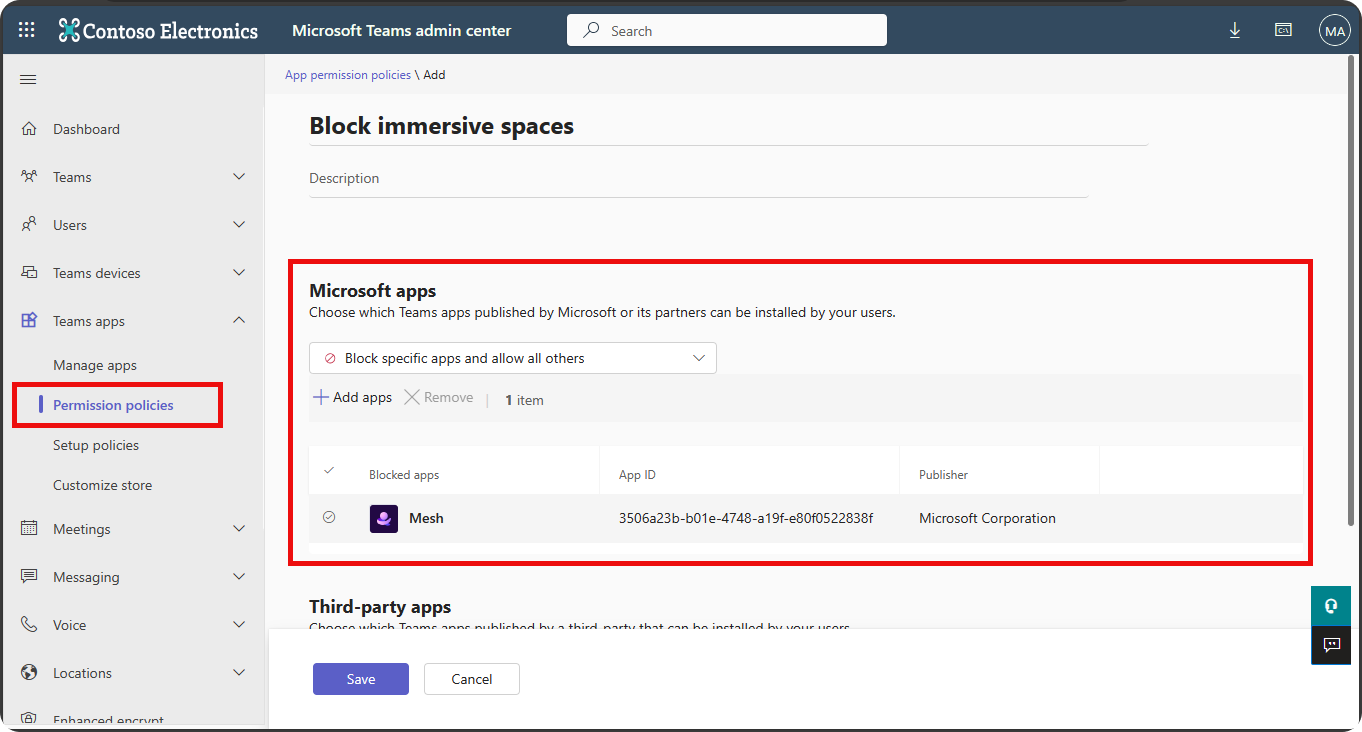 Contoso Electronics
Microsoft Teams admin center
Search
MA
App permission policies \ Add
Dashboard
Teams
Users
Teams devices
Teams apps
Manage apps
Permission policies
Setup policies
Customize store
Meetings
Messaging
Voice
Locations
Enhanced encrypt
Block immersive spaces
Description
Microsoft apps
Choose which Teams apps published by Microsoft or its partners can be installed by your users.
Block specific apps and allow all others
Add apps Remove | 1 item
Blocked apps App ID Publisher
Mesh 3506a23b-b01e-4748-a19f-e80f0522838f Microsoft Corporation
Third-party apps
Choose which Teams apps published by a third-party that can be installed by your users.
Save Cancel